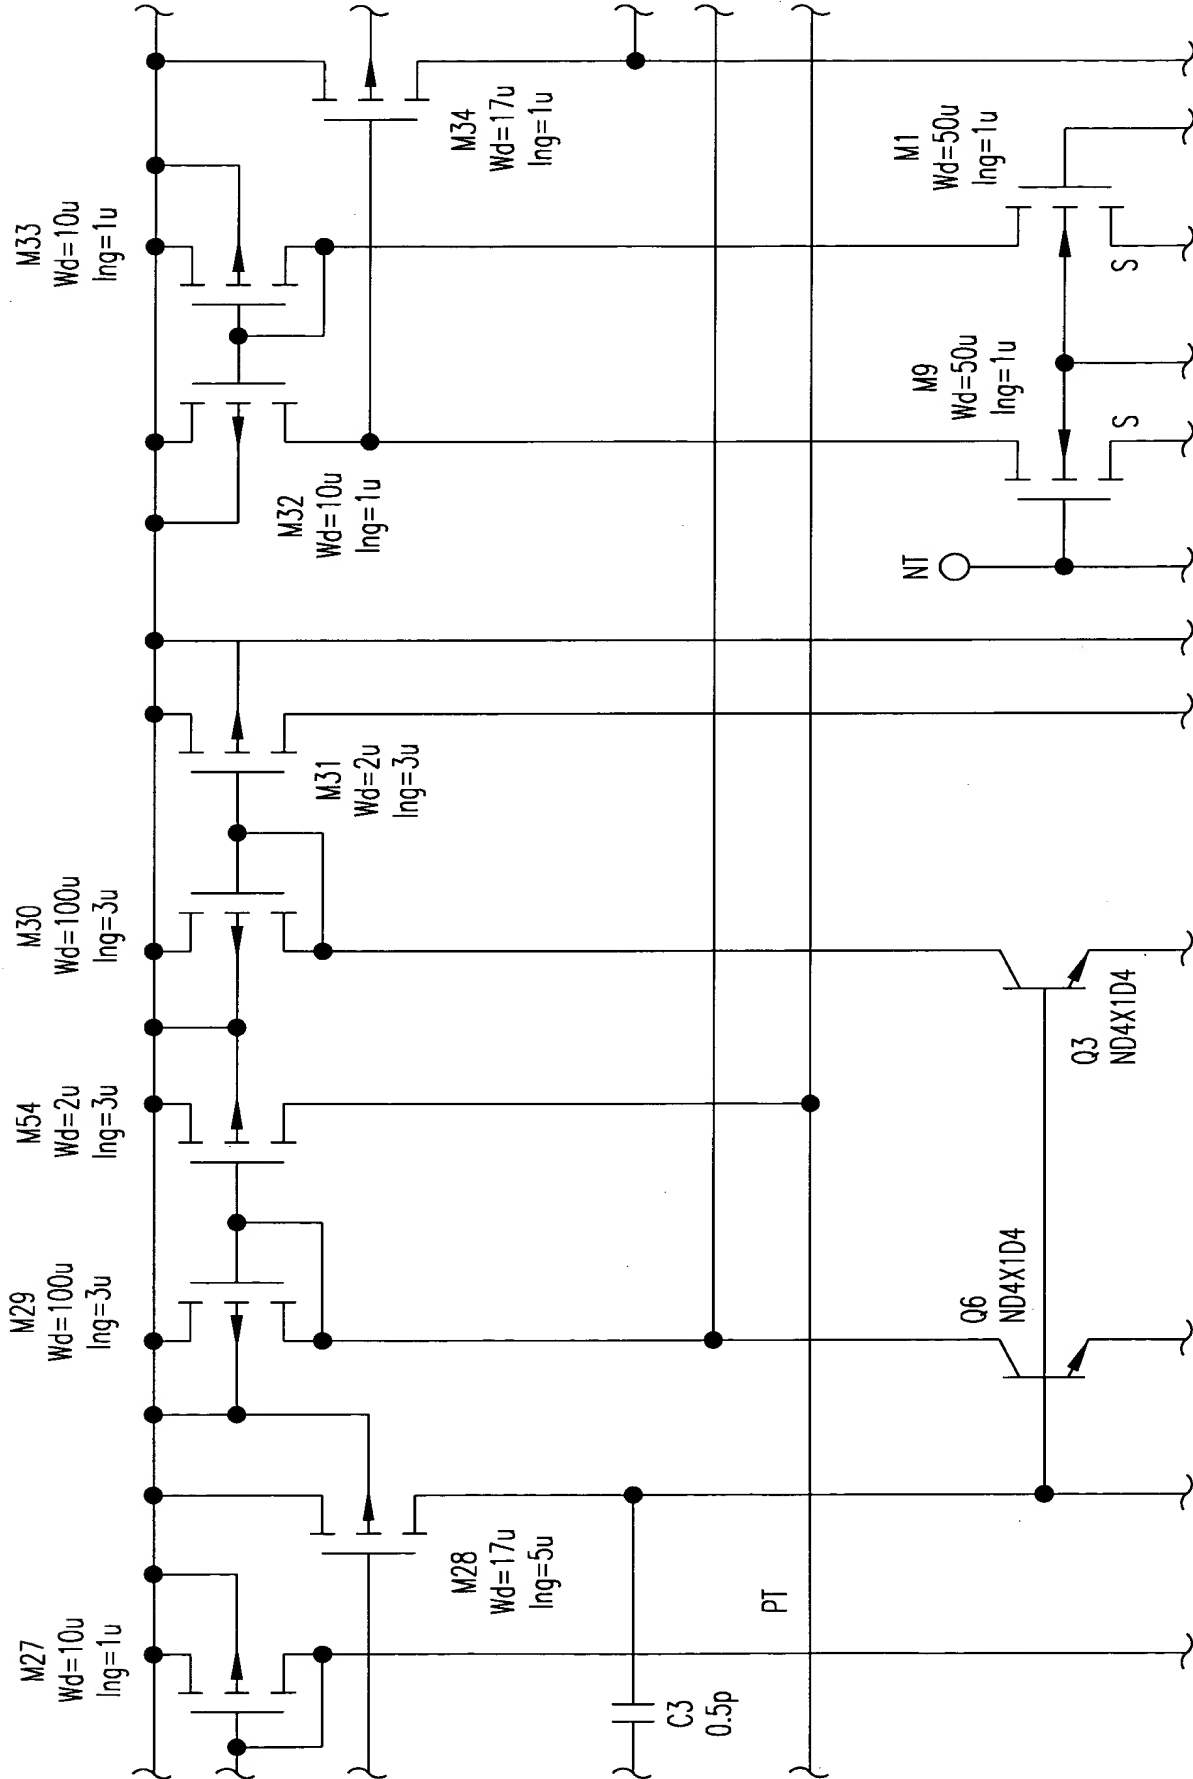 M27
Wd=10u
lng=1u
M28
Wd=17u
lng=5u
C3
0.5p
PT
M29
Wd=100u
lng=3u
Q6
ND4X1D4
M54
Wd=2u
lng=3u
M30
Wd=100u
lng=3u
Q3
ND4X1D4
M31
Wd=2u
lng=3u
NT
M32
Wd=10u
lng=1u
M9
Wd=50u
lng=1u
S
M33
Wd=10u
lng=1u
M34
Wd=17u
lng=1u
M1
Wd=50u
lng=1u
S